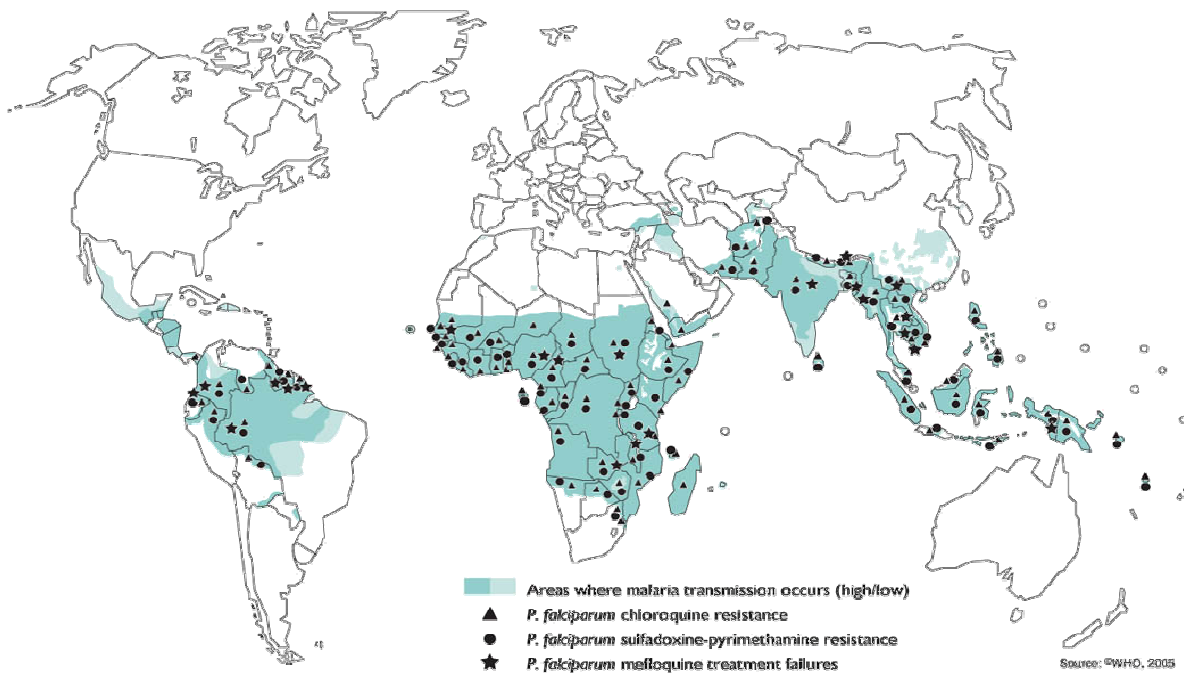 Areas where malaria transmission occurs (high/low)
P. falciparum chloroquine resistance
P. falciparum sulfadoxine-pyrimethamine resistance
P. falciparum mefloquine treatment failures
Source: ©WHO, 2005